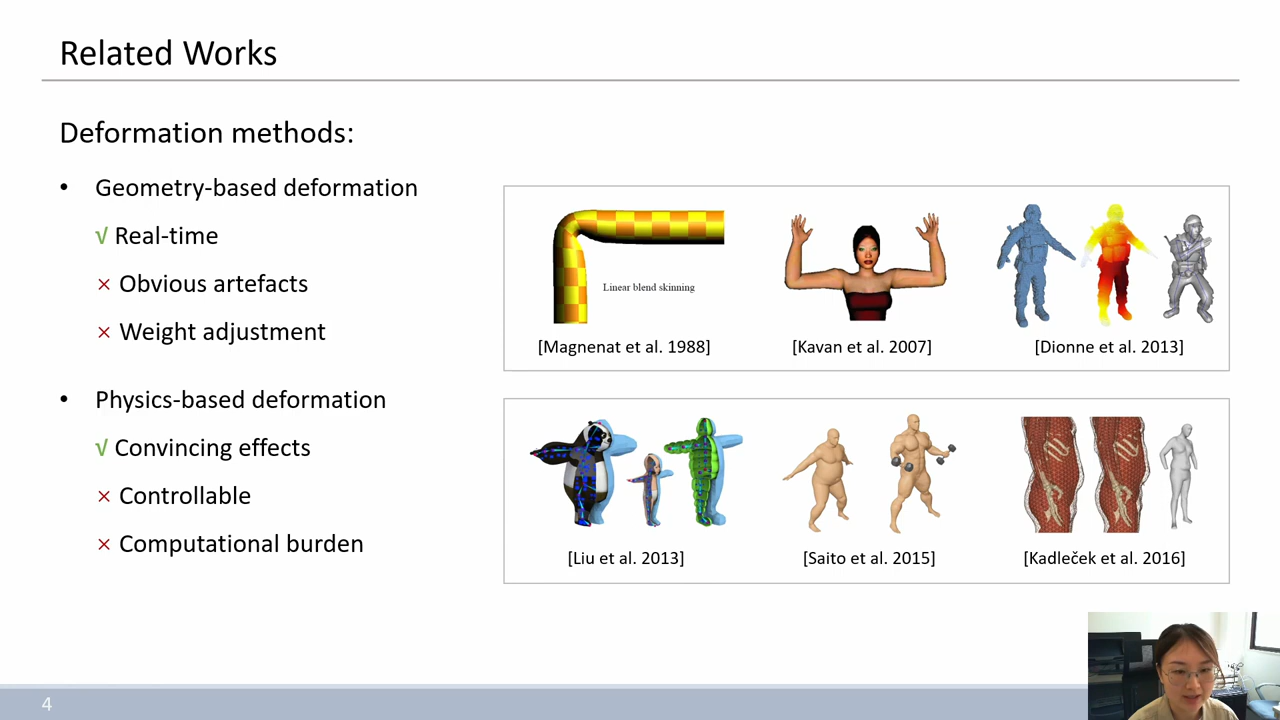 Related Works
Deformation methods:
• Geometry-based deformation
√ Real-time
× Obvious artefacts
× Weight adjustment
Linear blend skinning
[Magnenat et al. 1988]
[Kavan et al. 2007]
[Dionne et al. 2013]
• Physics-based deformation
√ Convincing effects
× Controllable
× Computational burden
[Liu et al. 2013]
[Saito et al. 2015]
[Kadleček et al. 2016]
4